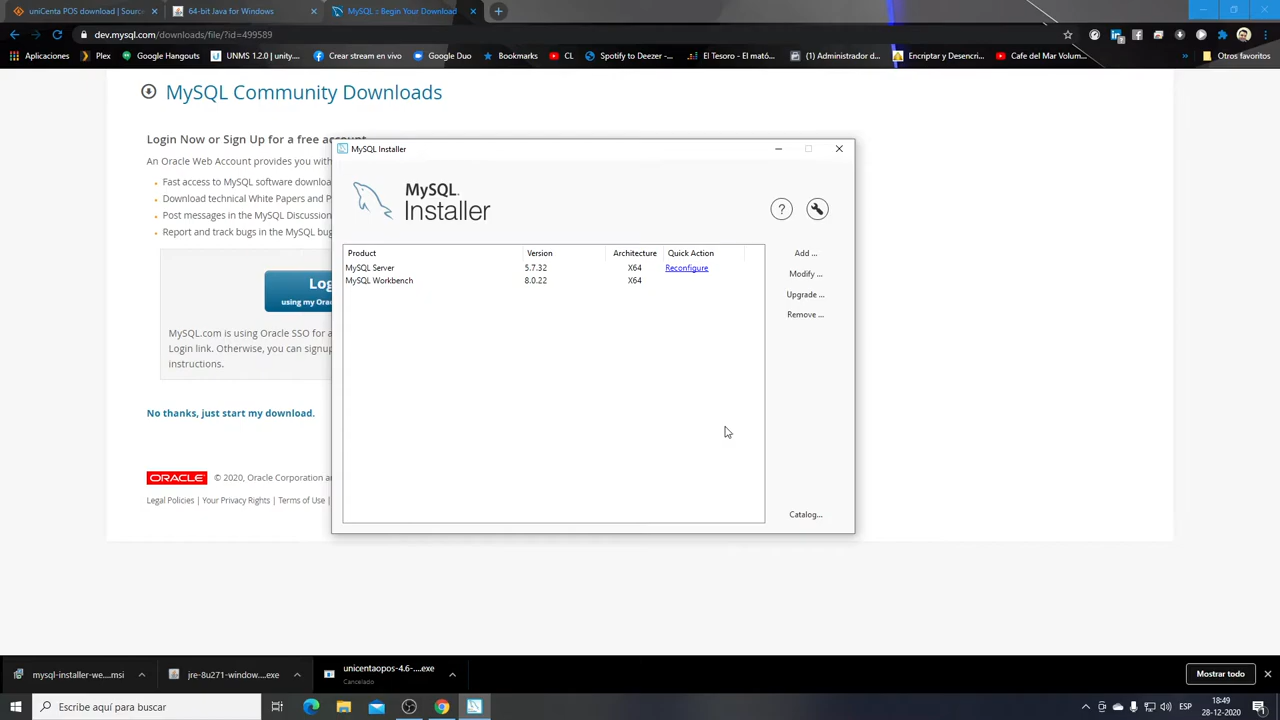 uniCenta POS download | Sourc
64-bit Java for Windows
MySQL :: Begin Your Download
dev.mysql.com/downloads/file/?id=499589
Aplicaciones
Plex
Google Hangouts
UNMS 1.2.0 | unity....
Crear stream en vivo
Google Duo
Bookmarks
CL
Spotify to Deezer -...
El Tesoro - El mató...
(1) Administrador d...
Encriptar y Desencri...
Cafe del Mar Volum...
»
Otros favoritos
MySQL Community Downloads
Login Now or Sign Up for a free account.
An Oracle Web Account provides you with
Fast access to MySQL software downloa
Download technical White Papers and P
Post messages in the MySQL Discussion
Report and track bugs in the MySQL bug
Log
using my Ora
MySQL.com is using Oracle SSO for a
Login link. Otherwise, you can signup
instructions.
No thanks, just start my download.
ORACLE © 2020, Oracle Corporation an
Legal Policies | Your Privacy Rights | Terms of Use |
MySQL Installer
MySQL.
Installer
?
Product Version Architecture Quick Action
MySQL Server 5.7.32 X64 Reconfigure
MySQL Workbench 8.0.22 X64
Add ...
Modify ...
Upgrade ...
Remove ...
Catalog...
mysql-installer-we....msi
jre-8u271-window....exe
unicentaopos-4.6-....exe
Cancelado
Mostrar todo
Escribe aquí para buscar
ESP
18:49
28-12-2020